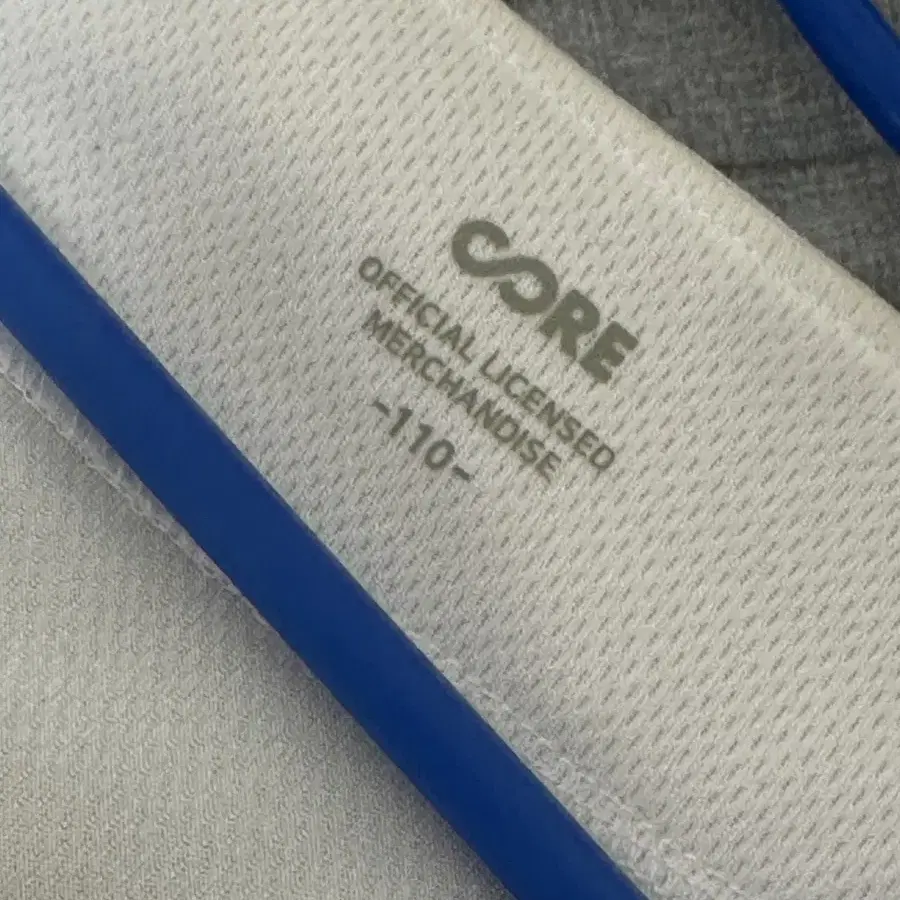 CORE
OFFICIAL LICENSED
MERCHANDISE
-110-